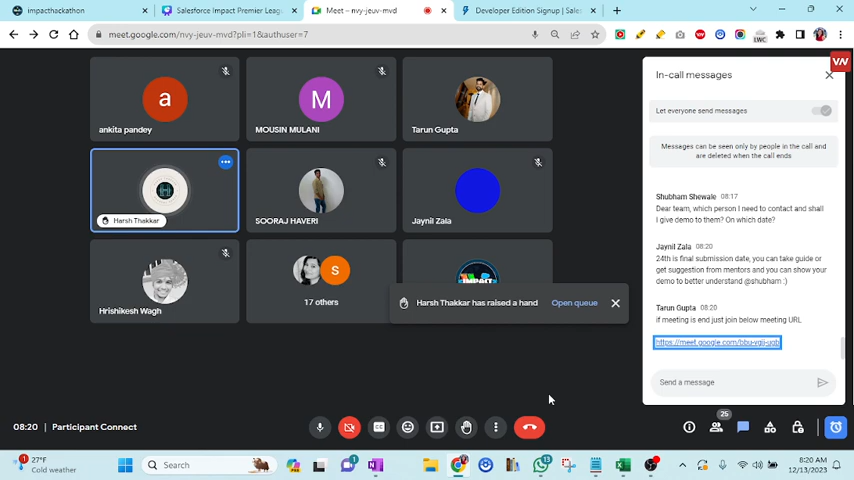 impacthackathon
Salesforce Impact Premier Leag
Meet – nvy-jeuv-mvd
Developer Edition Signup | Sales
meet.google.com/nvy-jeuv-mvd?pli=1&authuser=7
In-call messages
Let everyone send messages
Messages can be seen only by people in the call and
are deleted when the call ends
a
ankita pandey
M
MOUSIN MULANI
Tarun Gupta
Harsh Thakkar
SOORAJ HAVERI
Jaynil Zala
Hrishikesh Wagh
S
17 others
IMPACT
Harsh Thakkar has raised a hand
Open queue
Shubham Shewale 08:17
Dear team, which person I need to contact and shall
I give demo to them? On which date?
Jaynil Zala 08:20
24th is final submission date, you can take guide or
get suggestion from mentors and you can show your
demo to better understand @shubham :)
Tarun Gupta 08:20
if meeting is end just join below meeting URL
Send a message
08:20 | Participant Connect
25
27°F
Cold weather
Search
8:20 AM
12/13/2023